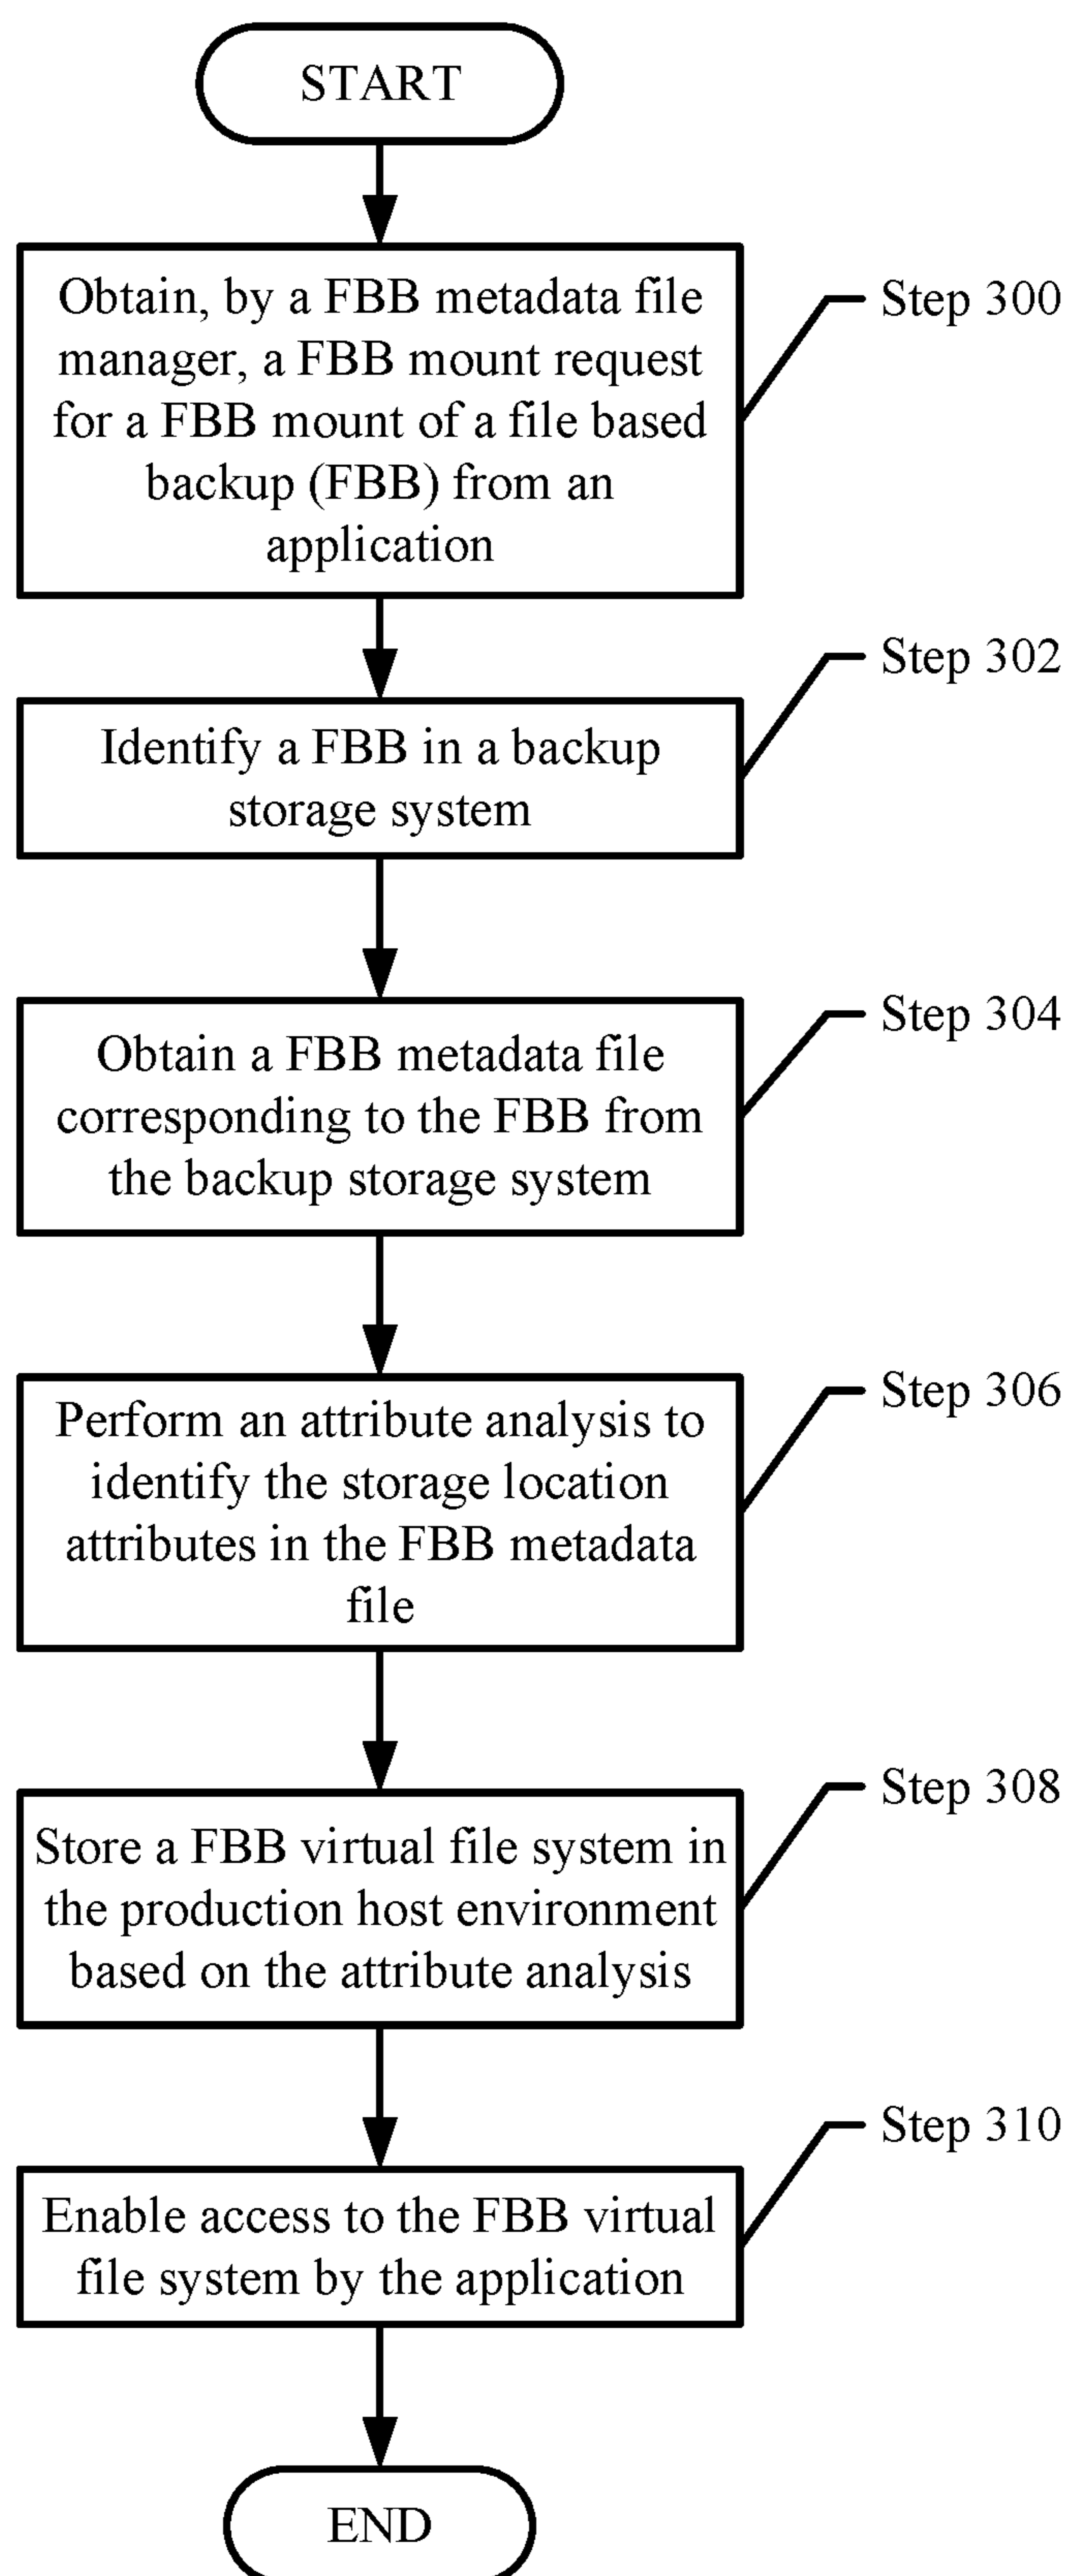 START
Obtain, by a FBB metadata file
manager, a FBB mount request
for a FBB mount of a file based
backup (FBB) from an
application
Step 300
Identify a FBB in a backup
storage system
Step 302
Obtain a FBB metadata file
corresponding to the FBB from
the backup storage system
Step 304
Perform an attribute analysis to
identify the storage location
attributes in the FBB metadata
file
Step 306
Store a FBB virtual file system in
the production host environment
based on the attribute analysis
Step 308
Enable access to the FBB virtual
file system by the application
Step 310
END